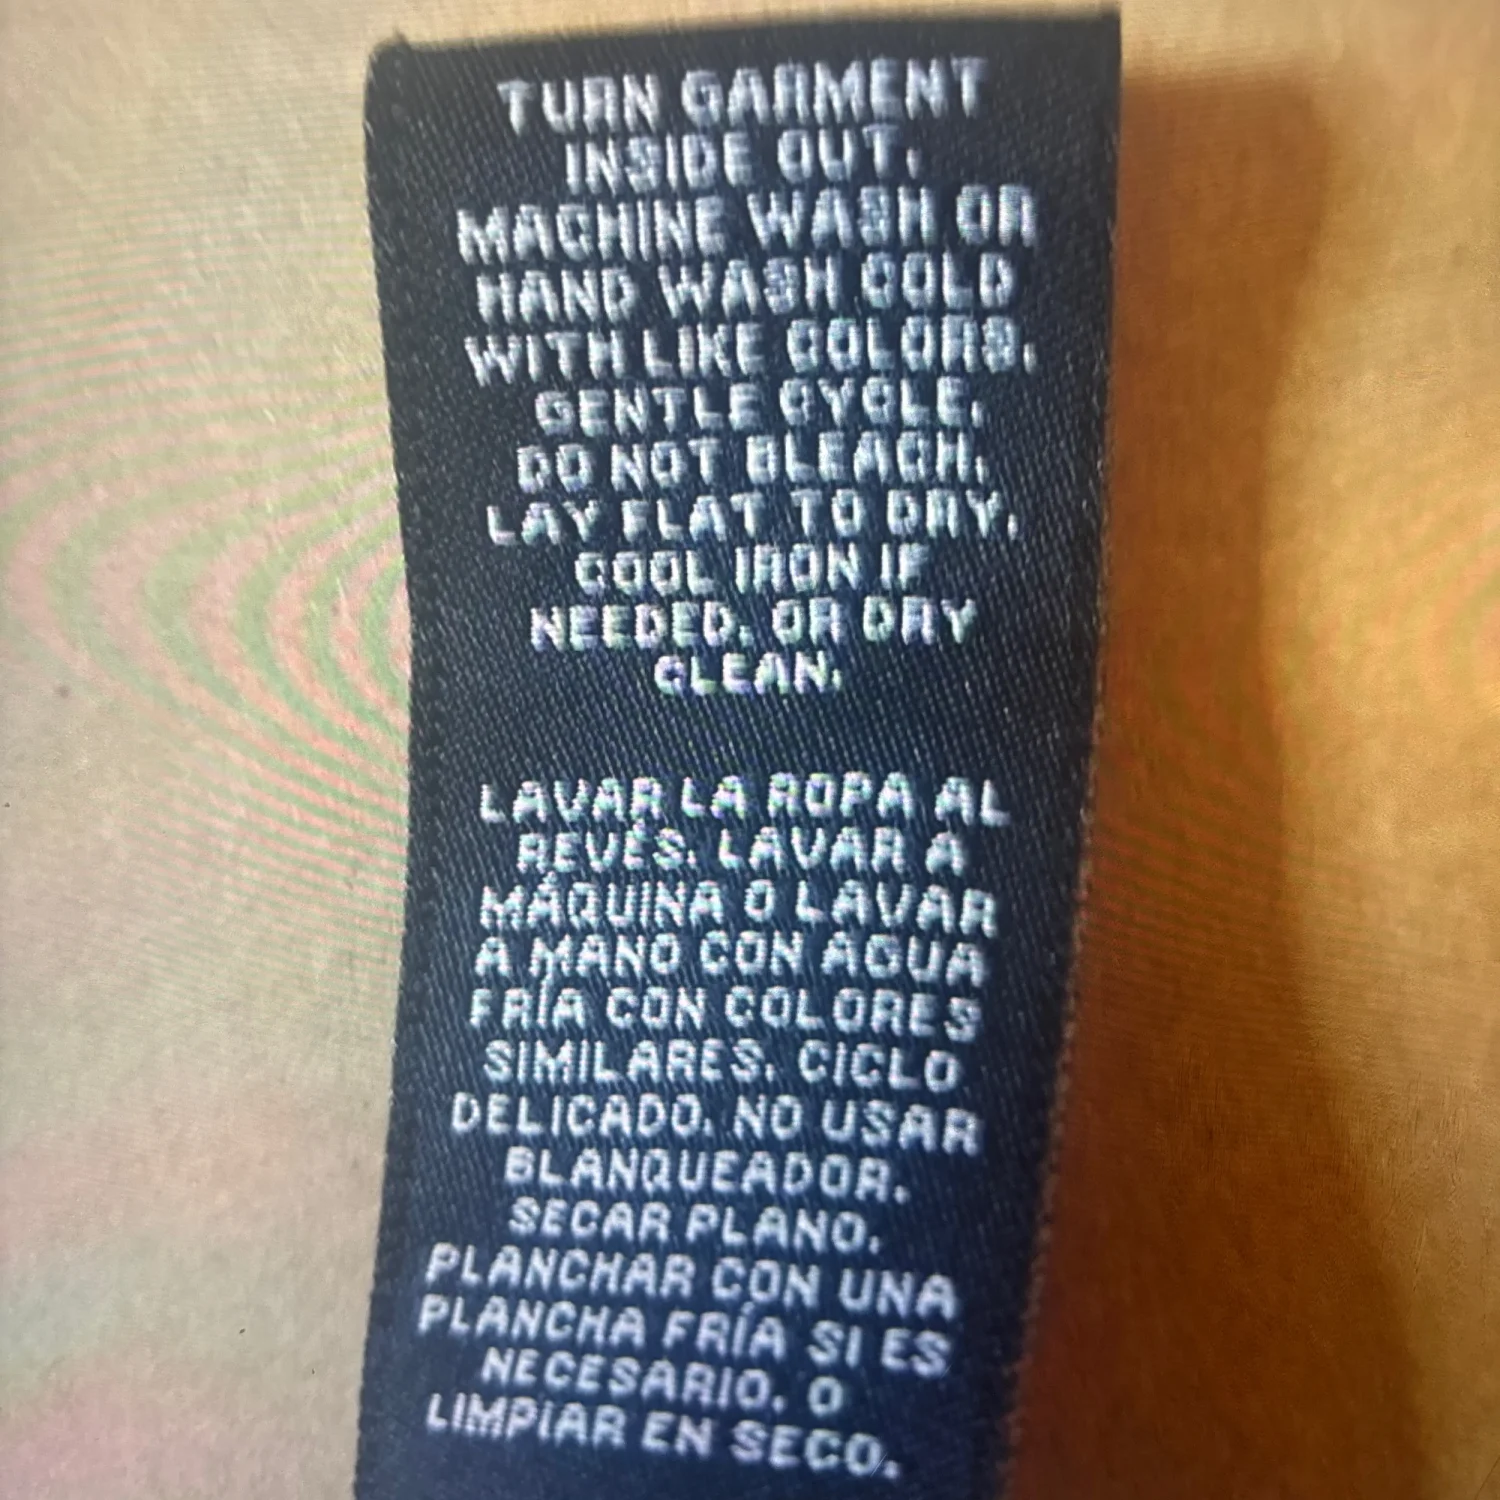 TURN GARMENT
INSIDE OUT.
MACHINE WASH OR
HAND WASH COLD
WITH LIKE COLORS.
GENTLE CYCLE.
DO NOT BLEACH.
LAY FLAT TO DRY.
COOL IRON IF
NEEDED. OR DRY
CLEAN.
LAVAR LA ROPA AL
REVÉS. LAVAR A
MÁQUINA O LAVAR
A MANO CON AGUA
FRÍA CON COLORES
SIMILARES. CICLO
DELICADO. NO USAR
BLANQUEADOR.
SECAR PLANO.
PLANCHAR CON UNA
PLANCHA FRÍA SI ES
NECESARIO. O
LIMPIAR EN SECO.